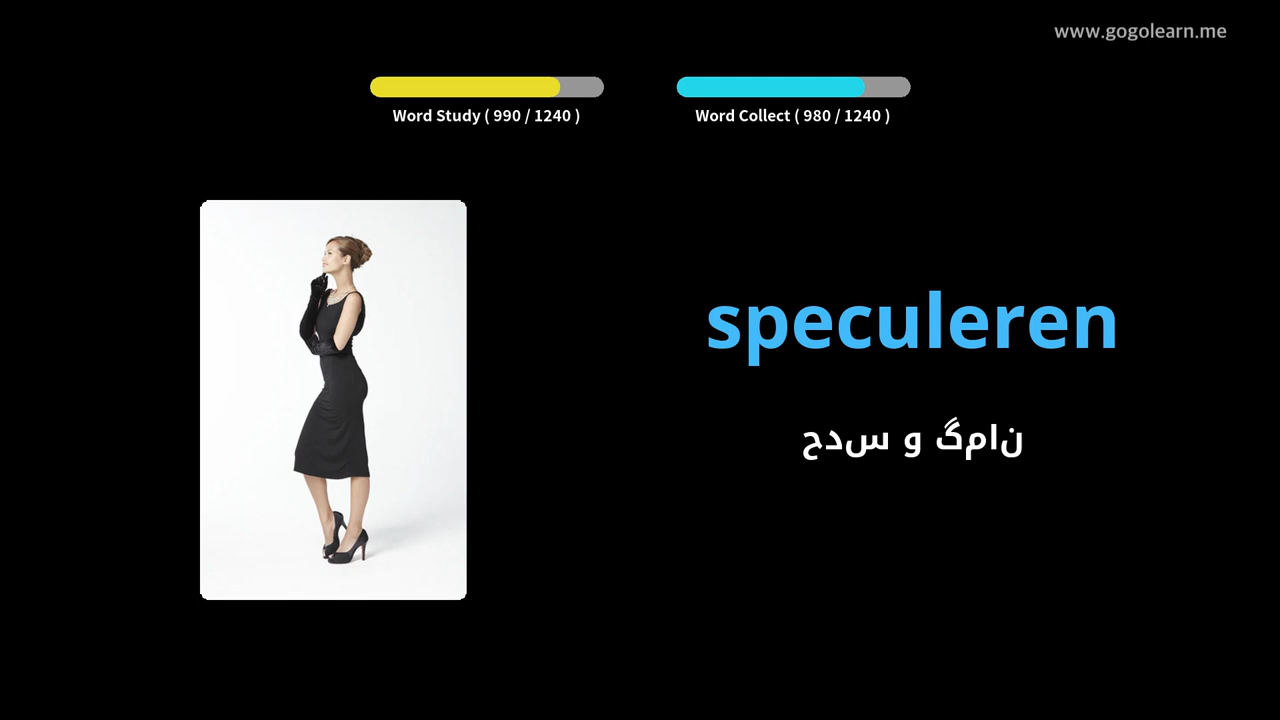 www.gogolearn.me
Word Study ( 990 / 1240 )
Word Collect ( 980 / 1240 )
speculeren
نامگ و سدح